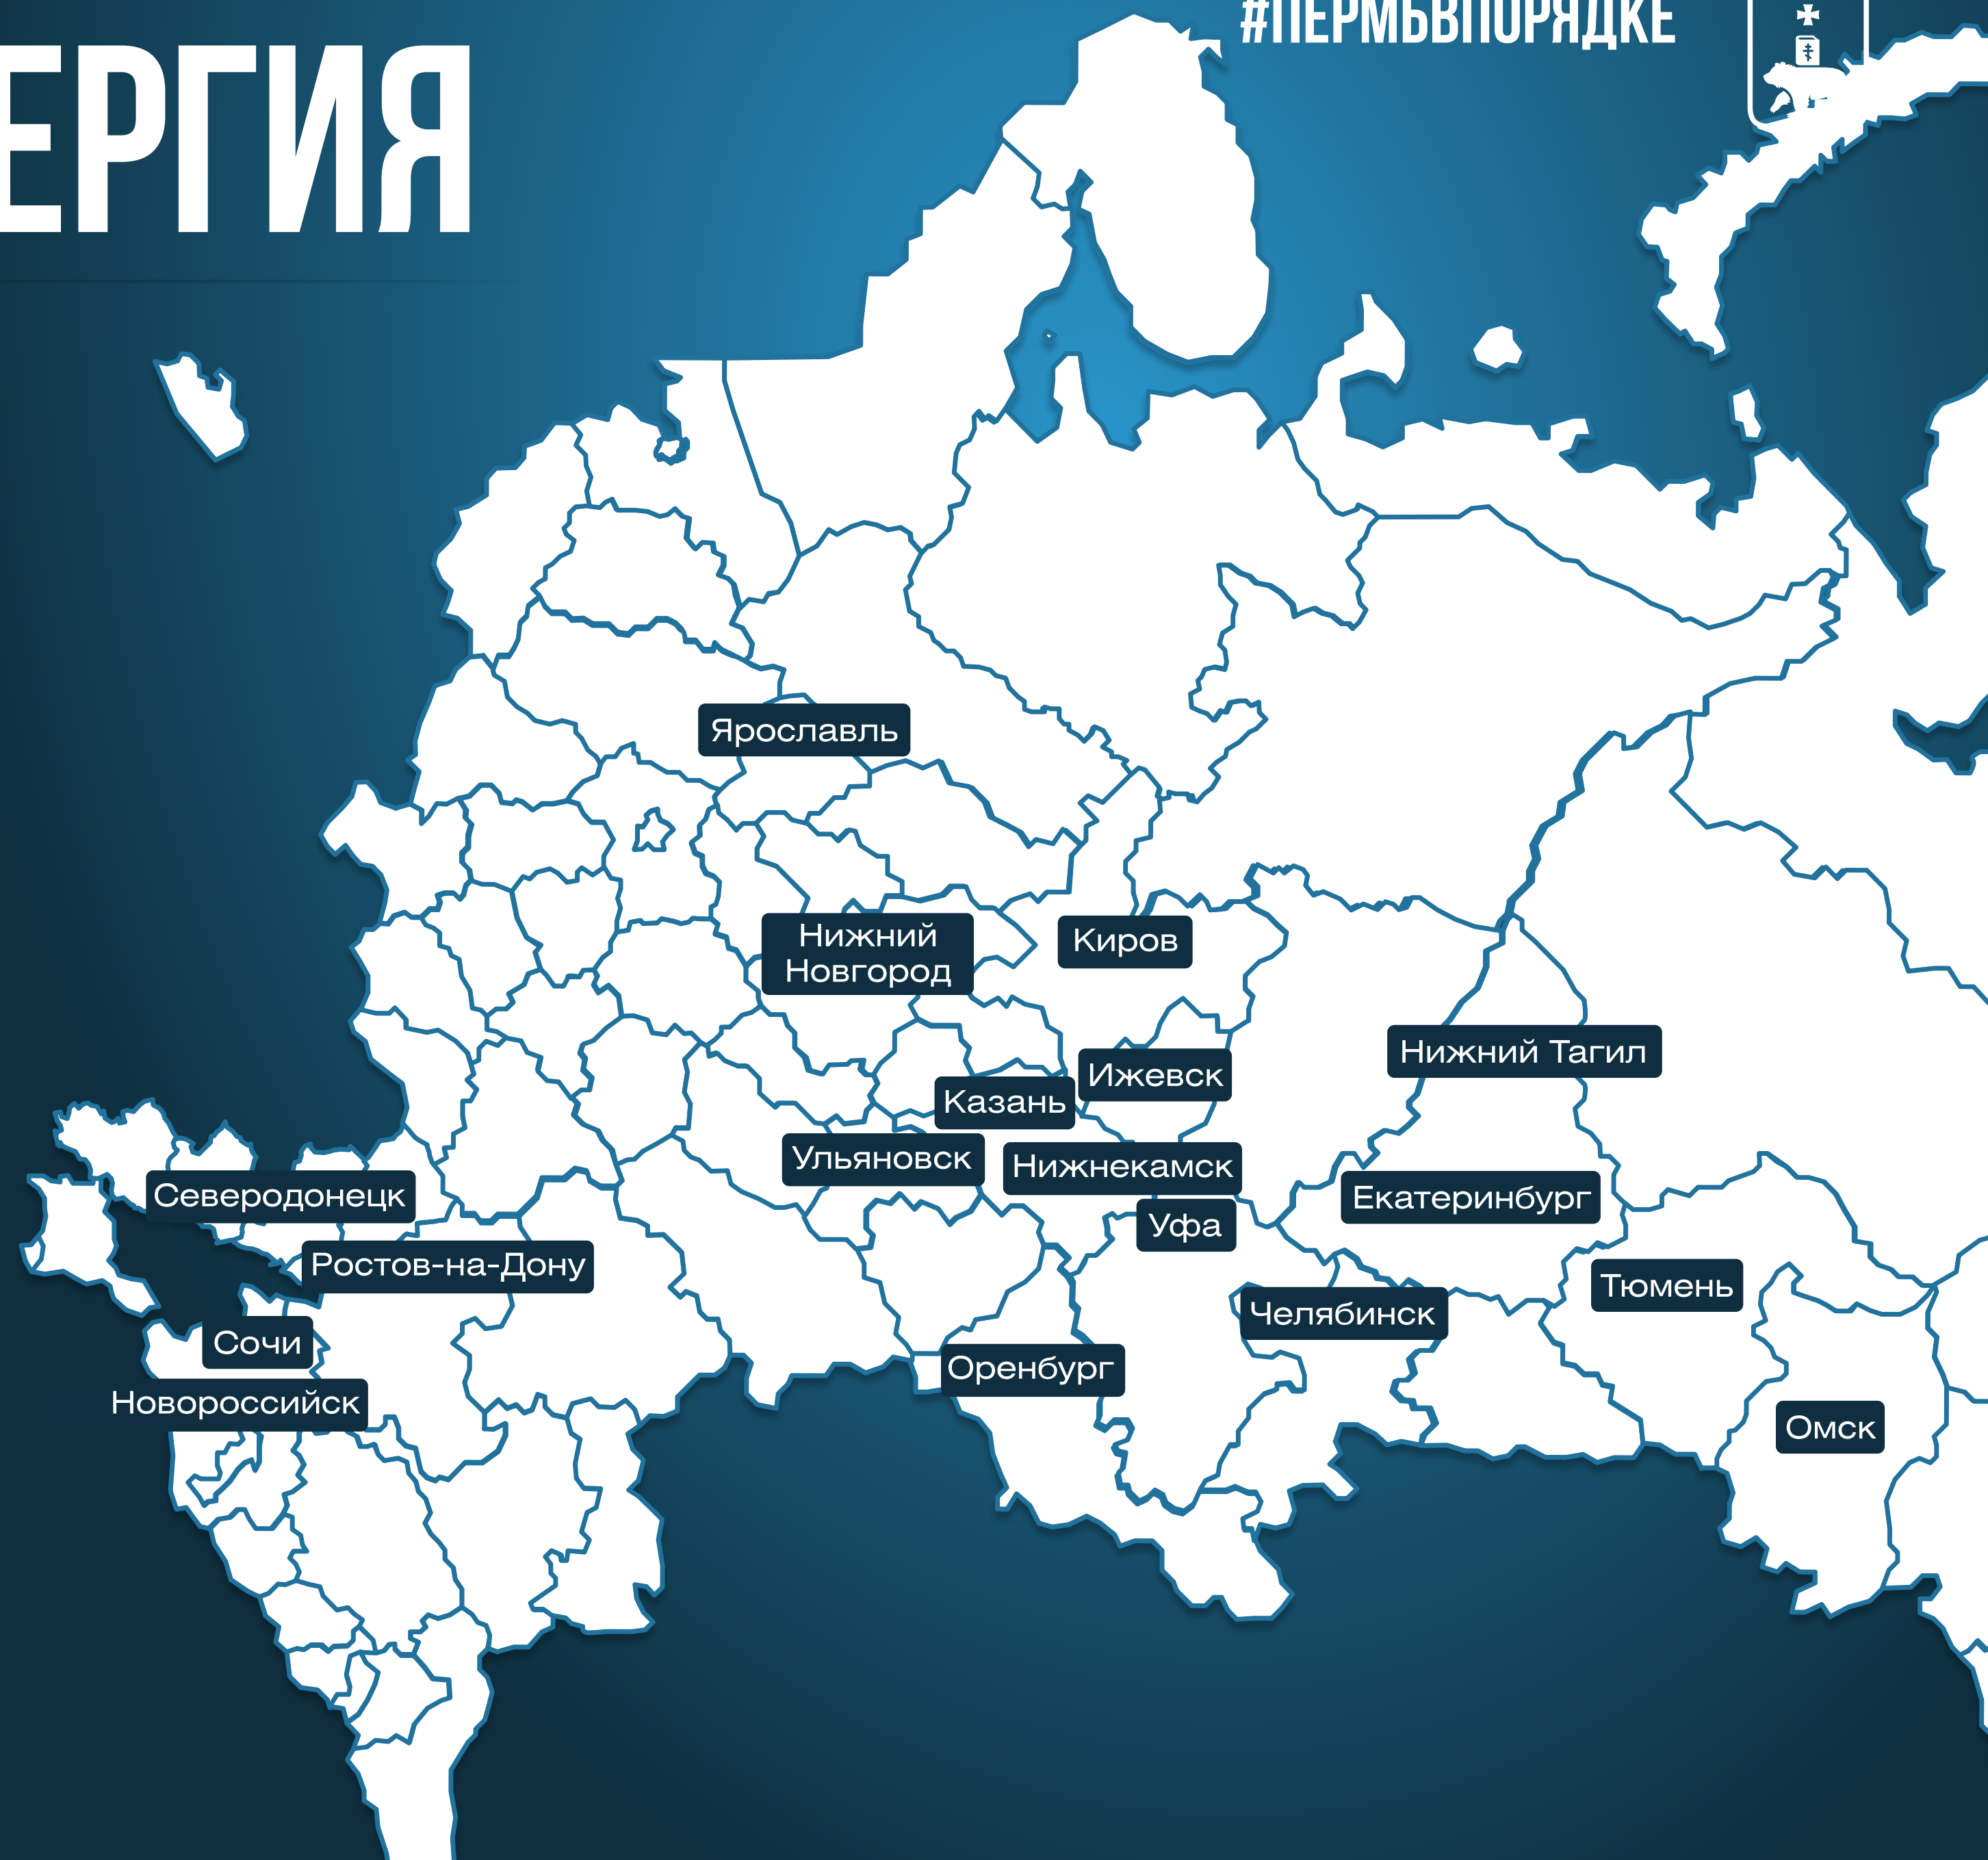 #ПЕРМЬВПОРЯДКЕ
ЕРГИЯ
Ярославль
Нижний
Новгород
Киров
Нижний Тагил
Ижевск
Казань
Ульяновск
Нижнекамск
Северодонецк
Екатеринбург
Уфа
Ростов-на-Дону
Тюмень
Челябинск
Сочи
Оренбург
Новороссийск
Омск